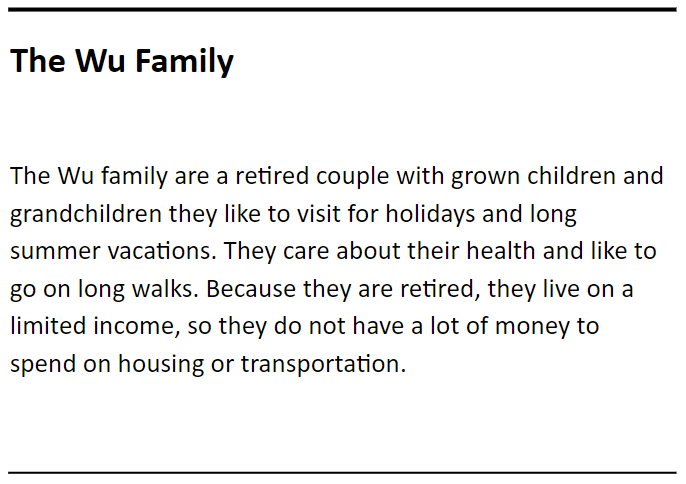 The Wu Family
The Wu family are a retired couple with grown children and
grandchildren they like to visit for holidays and long
summer vacations. They care about their health and like to
go on long walks. Because they are retired, they live on a
limited income, so they do not have a lot of money to
spend on housing or transportation.